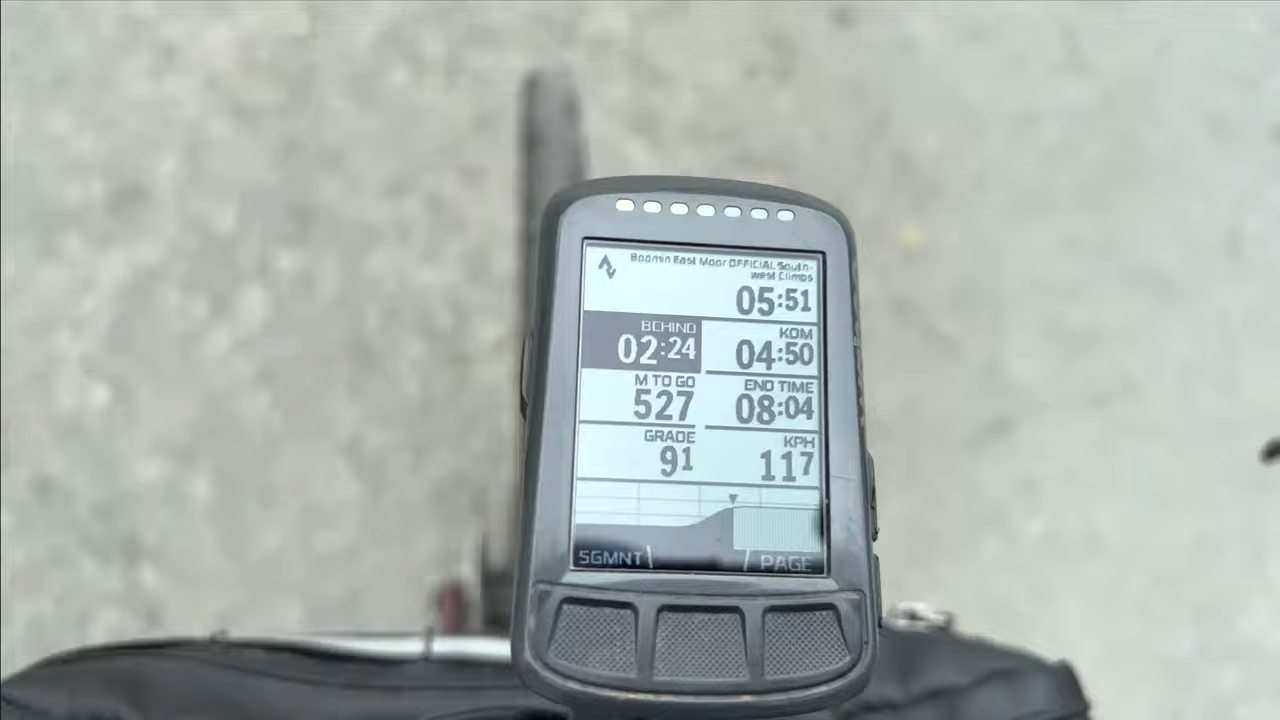 Bodmin East Moor OFFICIAL South-
west Climbs
05:51
BEHIND
02:24
KOM
04:50
M TO GO
527
END TIME
08:04
GRADE
91
KPH
117
SGMNT
PAGE